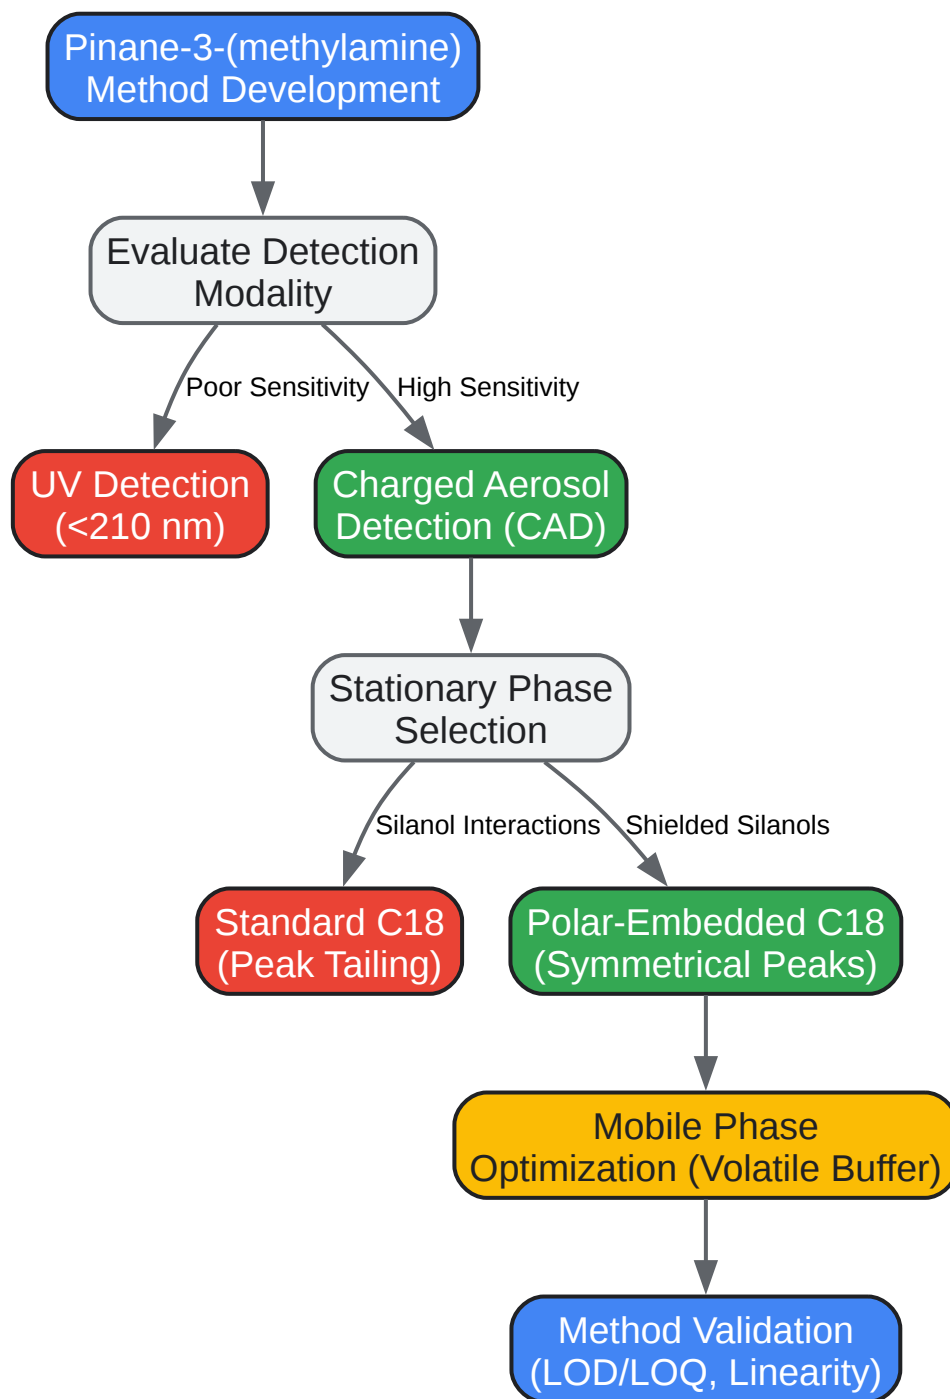 Pinane-3-(methylamine)
Method Development
Evaluate Detection
Modality
Poor Sensitivity
High Sensitivity
UV Detection
(<210 nm)
Charged Aerosol
Detection (CAD)
Stationary Phase
Selection
Silanol Interactions
Shielded Silanols
Standard C18
(Peak Tailing)
Polar-Embedded C18
(Symmetrical Peaks)
Mobile Phase
Optimization (Volatile Buffer)
Method Validation
(LOD/LOQ, Linearity)